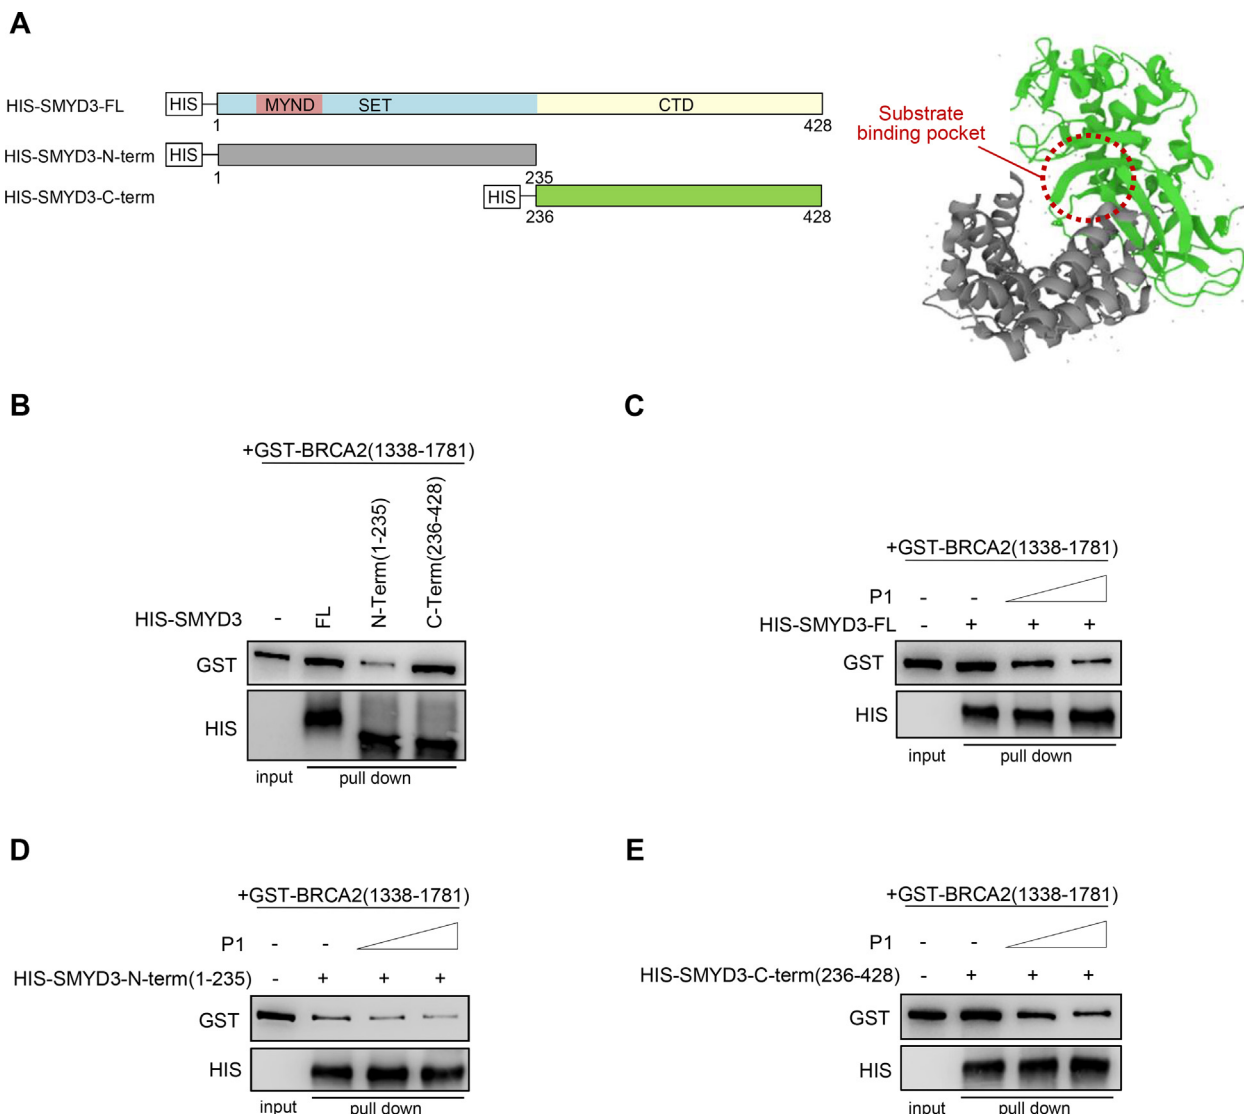 A
HIS-SMYD3-FL
HIS
MYND
SET
CTD
1
428
HIS-SMYD3-N-term
HIS
1
235
HIS-SMYD3-C-term
HIS
236
428
Substrate
binding pocket
B
+GST-BRCA2(1338-1781)
HIS-SMYD3
-
FL
N-Term(1-235)
C-Term(236-428)
GST
HIS
input
pull down
C
+GST-BRCA2(1338-1781)
P1 - -
HIS-SMYD3-FL - + + +
GST
HIS
input
pull down
D
+GST-BRCA2(1338-1781)
P1 - -
HIS-SMYD3-N-term(1-235) - + + +
GST
HIS
input
pull down
E
+GST-BRCA2(1338-1781)
P1 - -
HIS-SMYD3-C-term(236-428) - + + +
GST
HIS
input
pull down